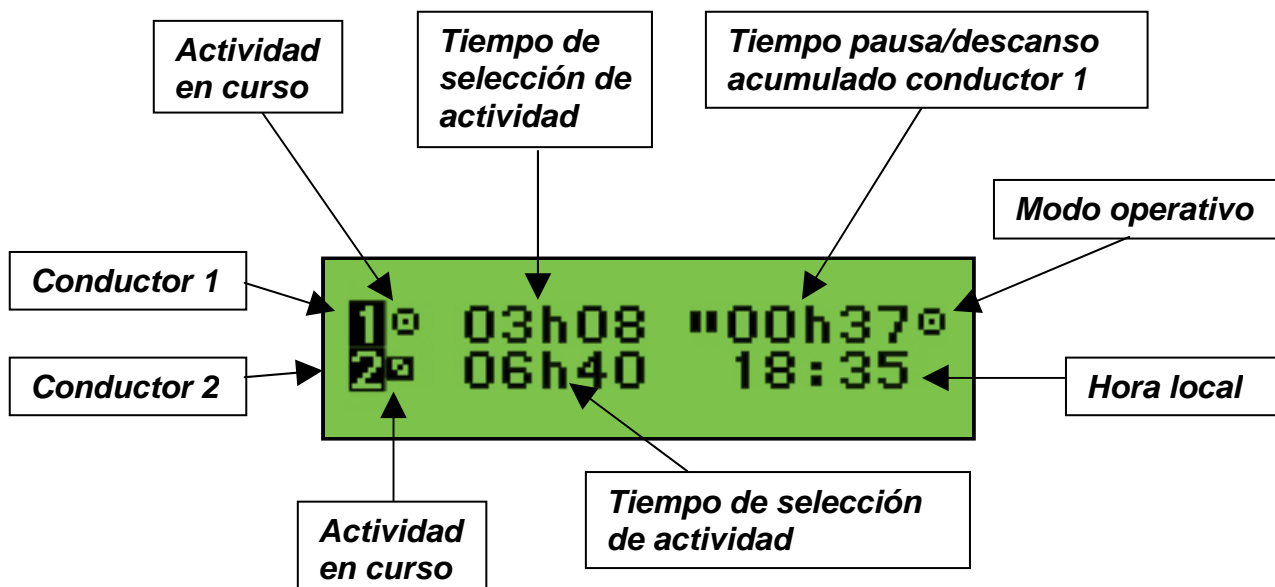 Actividad
en curso
Tiempo de
selección de
actividad
Tiempo pausa/descanso
acumulado conductor 1
Modo operativo
Conductor 1
1 03h08 00h37
Conductor 2
2 06h40 18:35
Hora local
Actividad
en curso
Tiempo de selección
de actividad